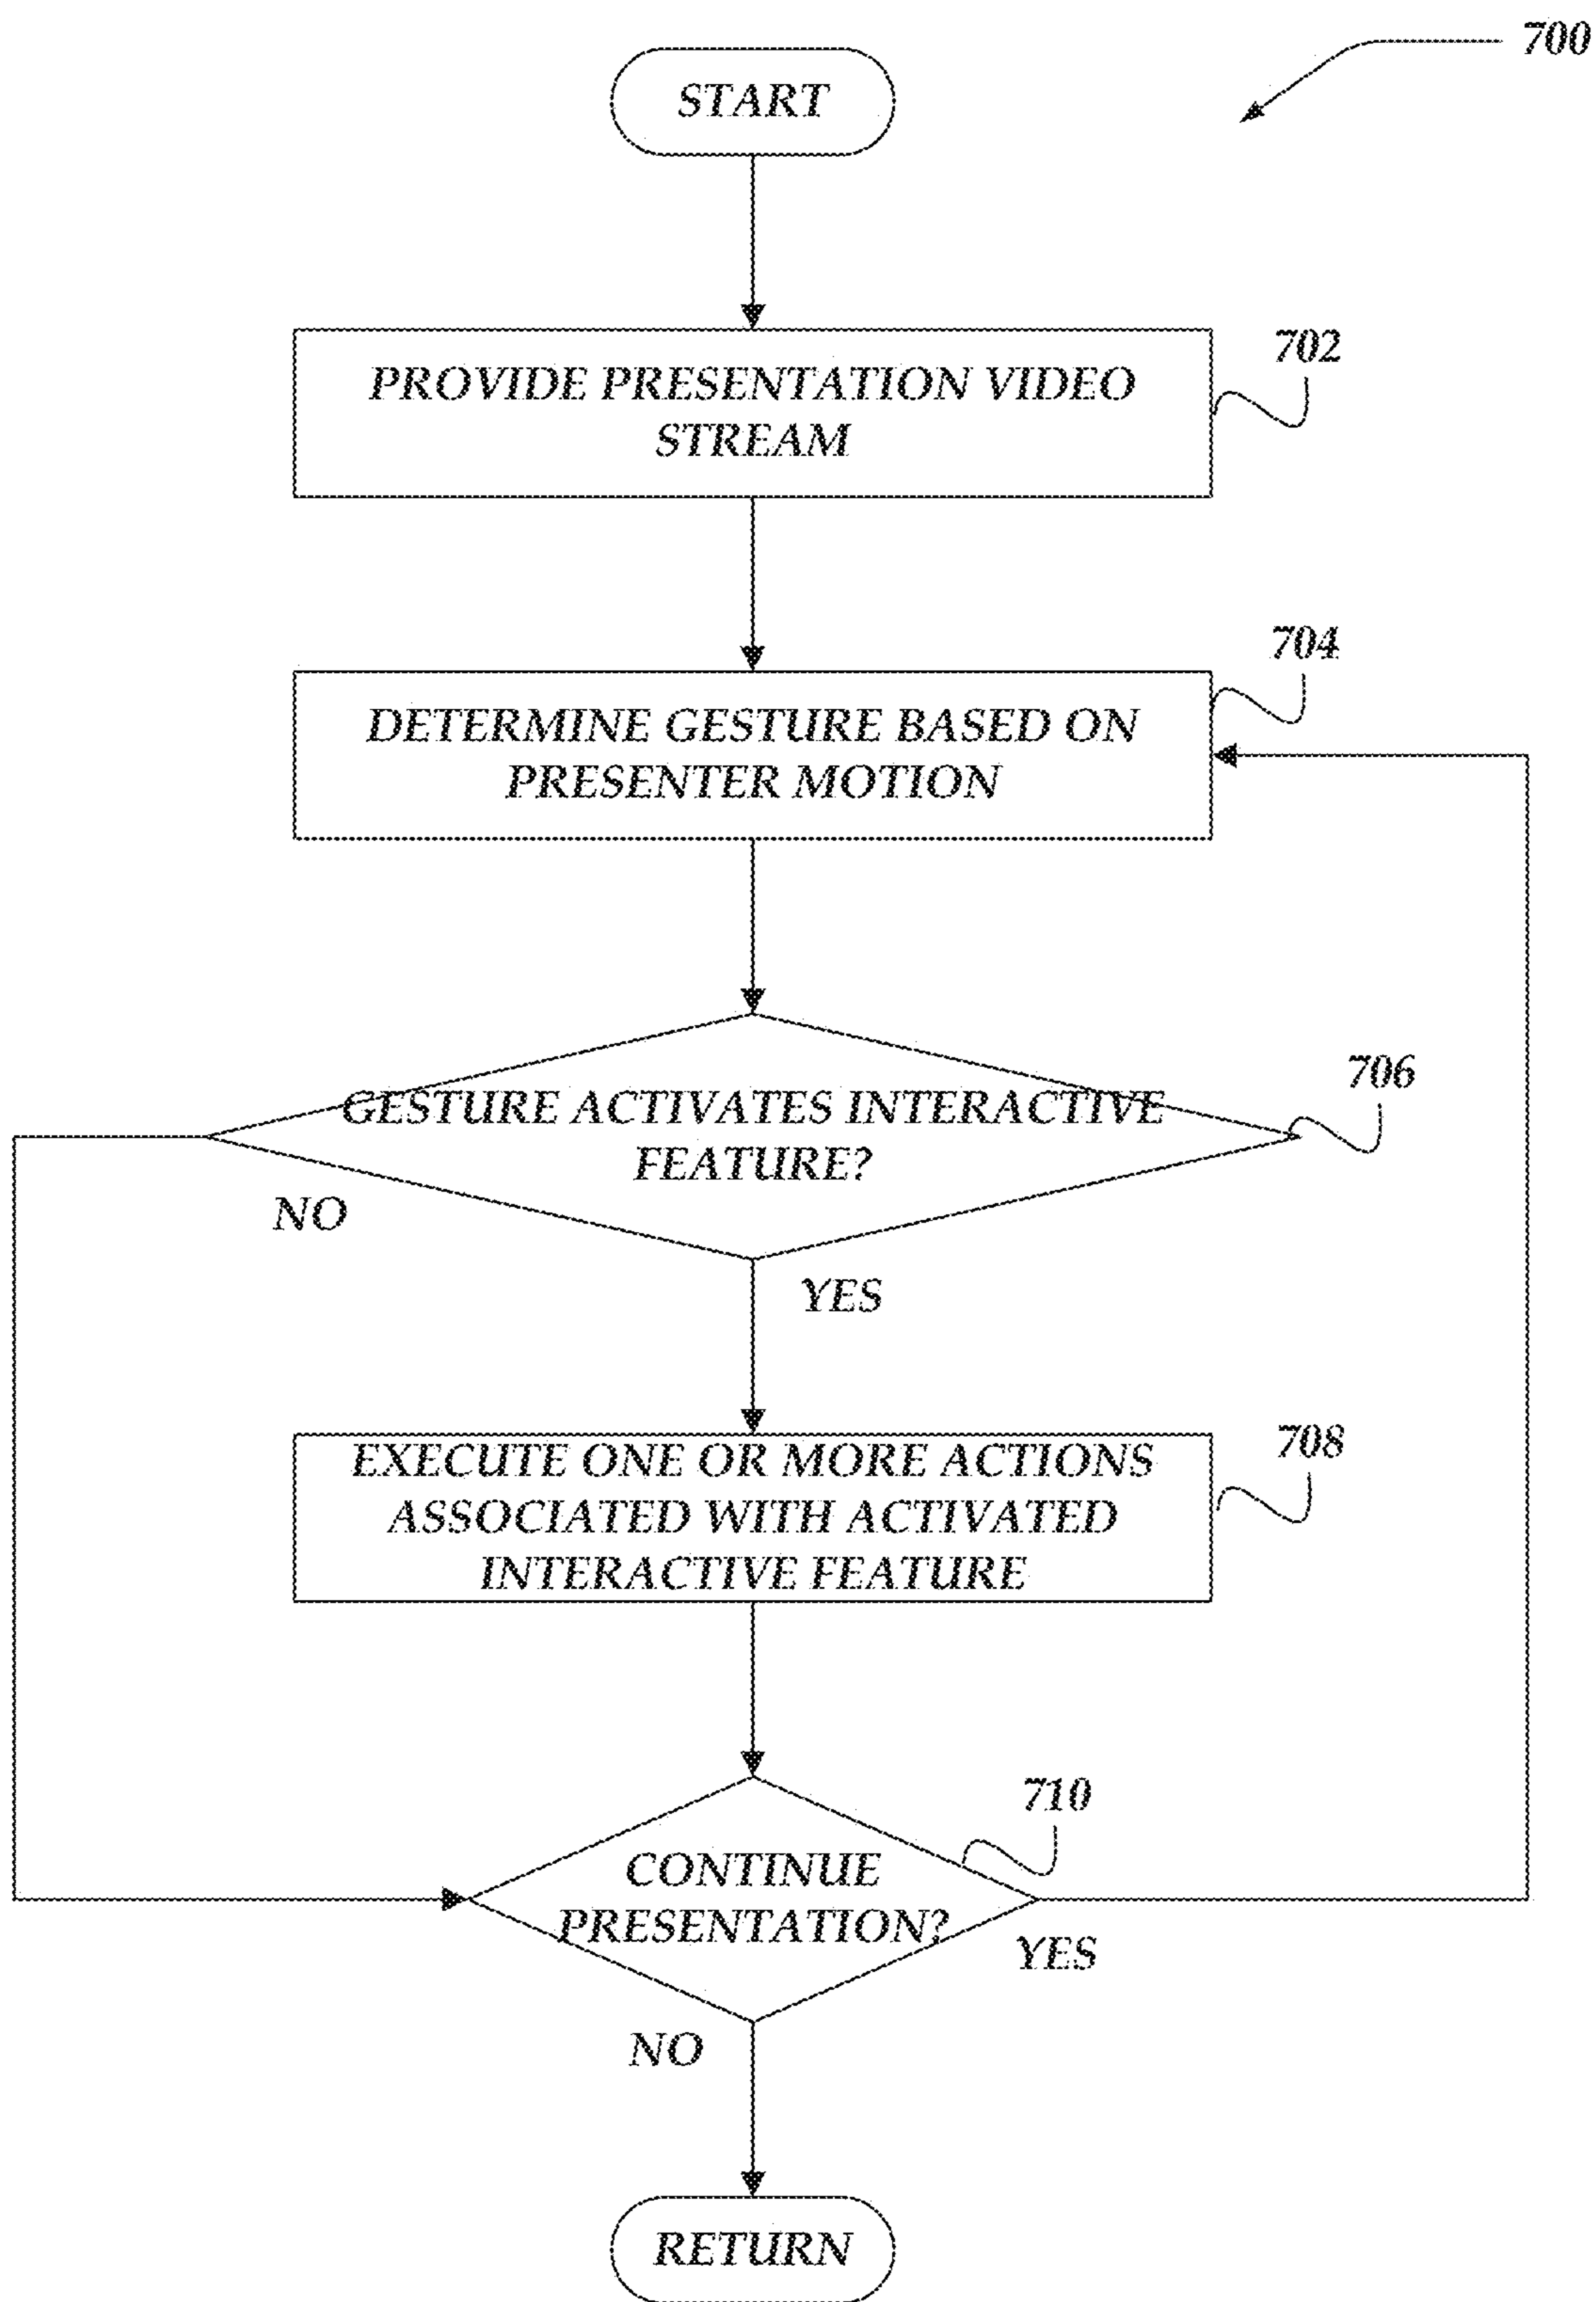 700
START
PROVIDE PRESENTATION VIDEO
STREAM
702
DETERMINE GESTURE BASED ON
PRESENTER MOTION
704
GESTURE ACTIVATES INTERACTIVE
FEATURE?
706
NO
YES
EXECUTE ONE OR MORE ACTIONS
ASSOCIATED WITH ACTIVATED
INTERACTIVE FEATURE
708
CONTINUE
PRESENTATION?
710
YES
NO
RETURN